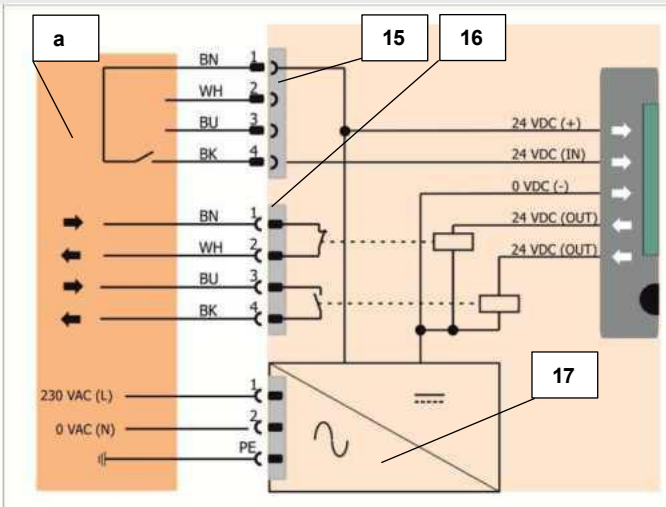 a
15
16
BN 1
WH 2
BU 3
BK 4
24 VDC (+)
24 VDC (IN)
0 VDC (-)
24 VDC (OUT)
24 VDC (OUT)
BN 1
WH 2
BU 3
BK 4
17
230 VAC (L) 1
0 VAC (N) 2
PE